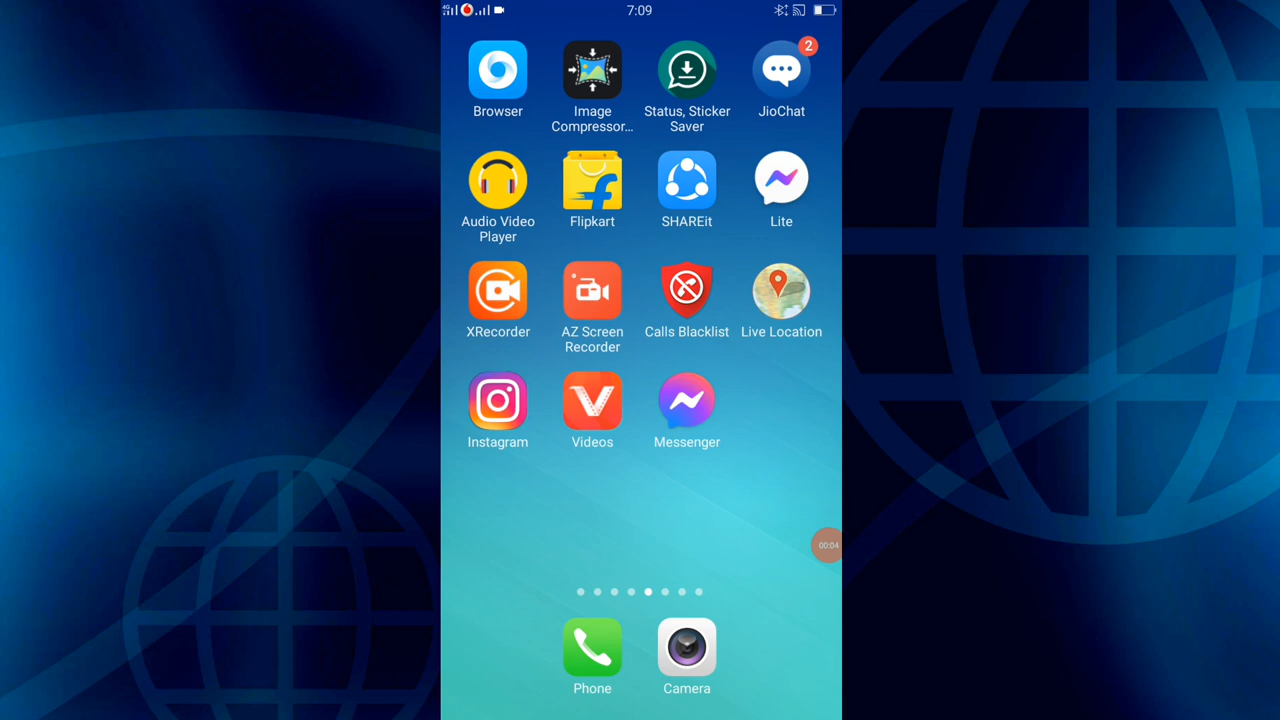 4G
7:09
2
Browser
Image
Compressor...
Status, Sticker
Saver
JioChat
Audio Video
Player
Flipkart
SHAREit
Lite
XRecorder
AZ Screen
Recorder
Calls Blacklist
Live Location
Instagram
Videos
Messenger
00:04
Phone
Camera